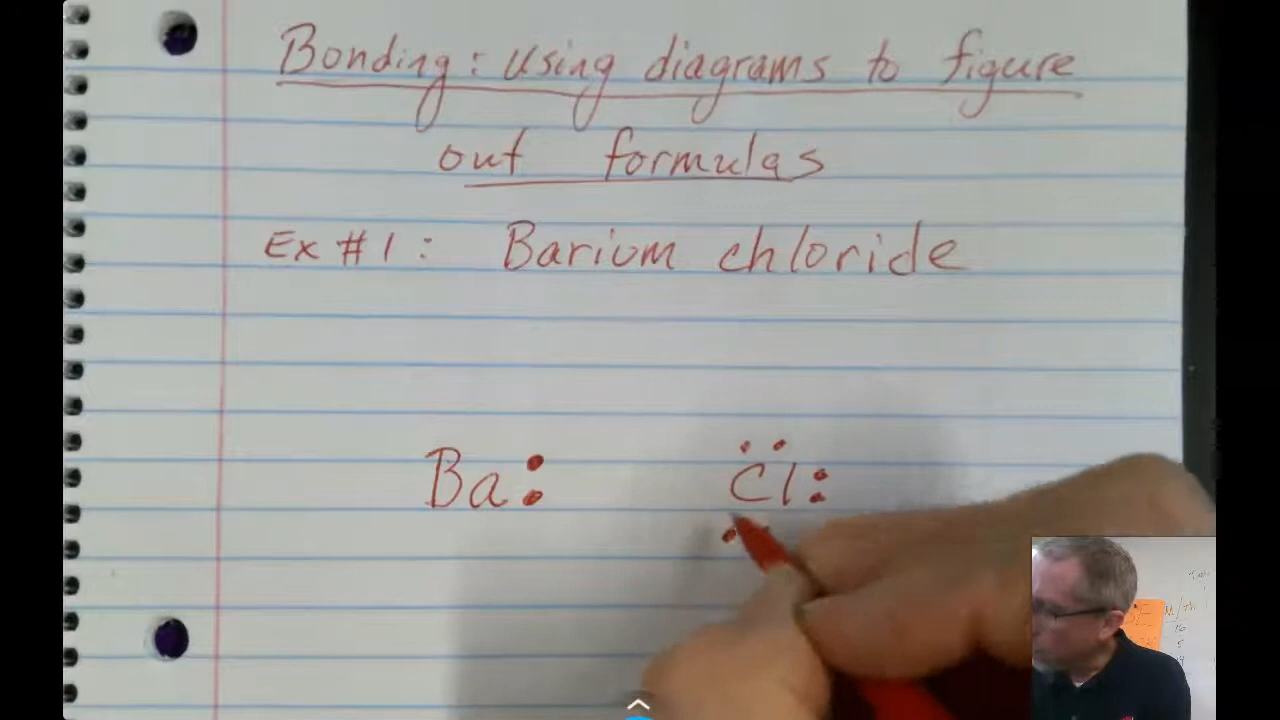 Bonding: Using diagrams to figure
out formulas
Ex #1: Barium chloride
Ba: Cl: